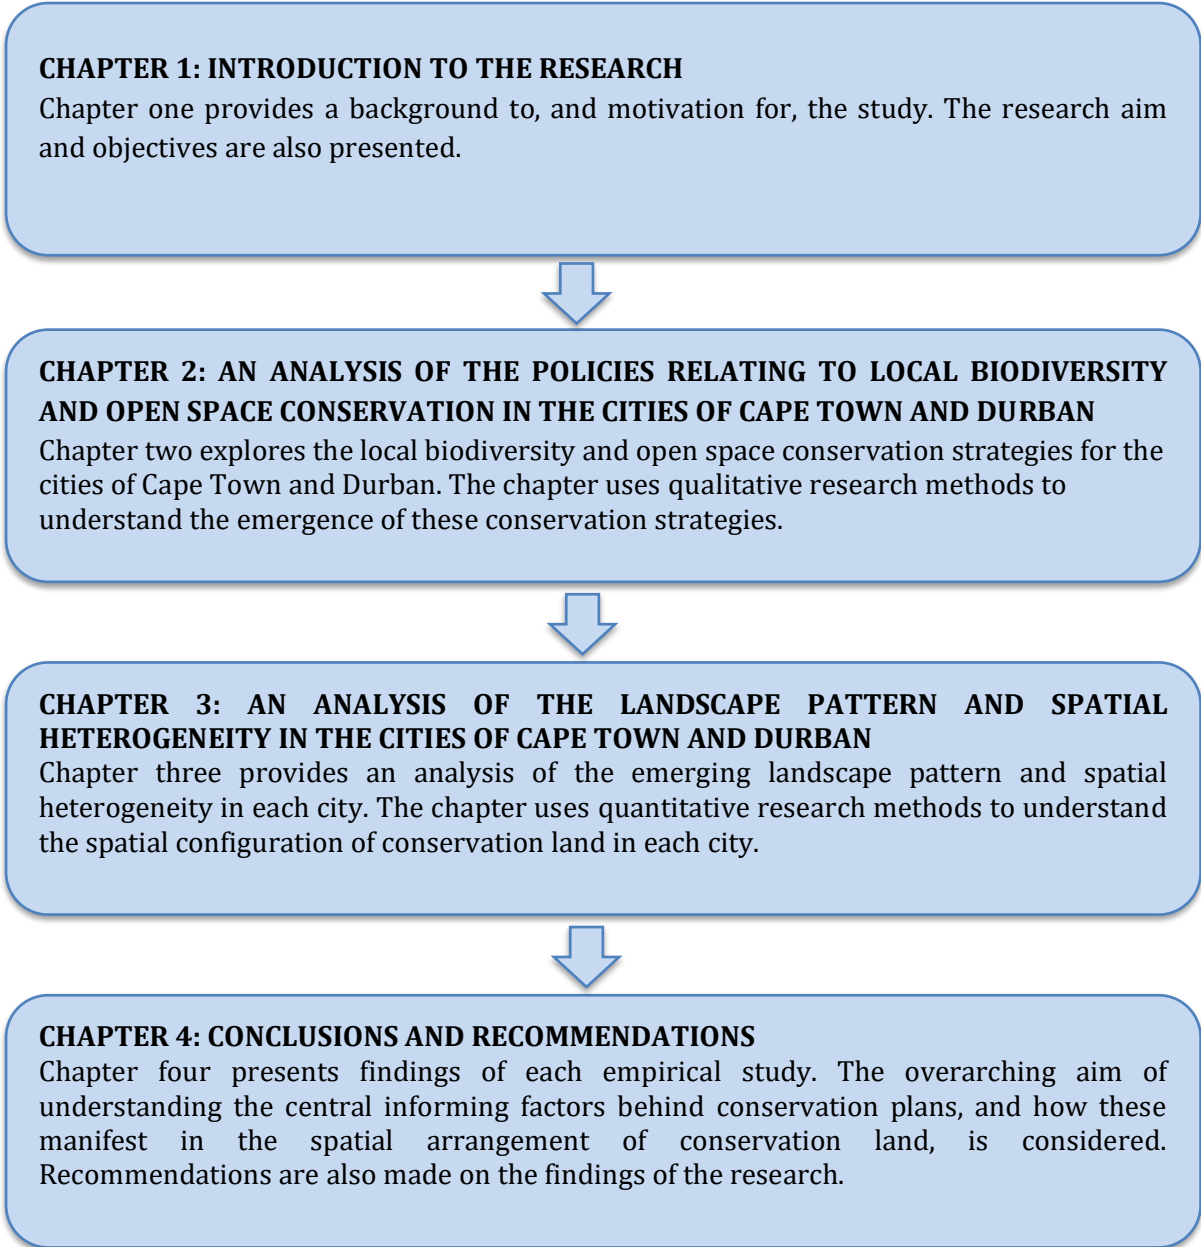 CHAPTER 1: INTRODUCTION TO THE RESEARCH
Chapter one provides a background to, and motivation for, the study. The research aim
and objectives are also presented.
CHAPTER 2: AN ANALYSIS OF THE POLICIES RELATING TO LOCAL BIODIVERSITY
AND OPEN SPACE CONSERVATION IN THE CITIES OF CAPE TOWN AND DURBAN
Chapter two explores the local biodiversity and open space conservation strategies for the
cities of Cape Town and Durban. The chapter uses qualitative research methods to
understand the emergence of these conservation strategies.
CHAPTER 3: AN ANALYSIS OF THE LANDSCAPE PATTERN AND SPATIAL
HETEROGENEITY IN THE CITIES OF CAPE TOWN AND DURBAN
Chapter three provides an analysis of the emerging landscape pattern and spatial
heterogeneity in each city. The chapter uses quantitative research methods to understand
the spatial configuration of conservation land in each city.
CHAPTER 4: CONCLUSIONS AND RECOMMENDATIONS
Chapter four presents findings of each empirical study. The overarching aim of
understanding the central informing factors behind conservation plans, and how these
manifest in the spatial arrangement of conservation land, is considered.
Recommendations are also made on the findings of the research.